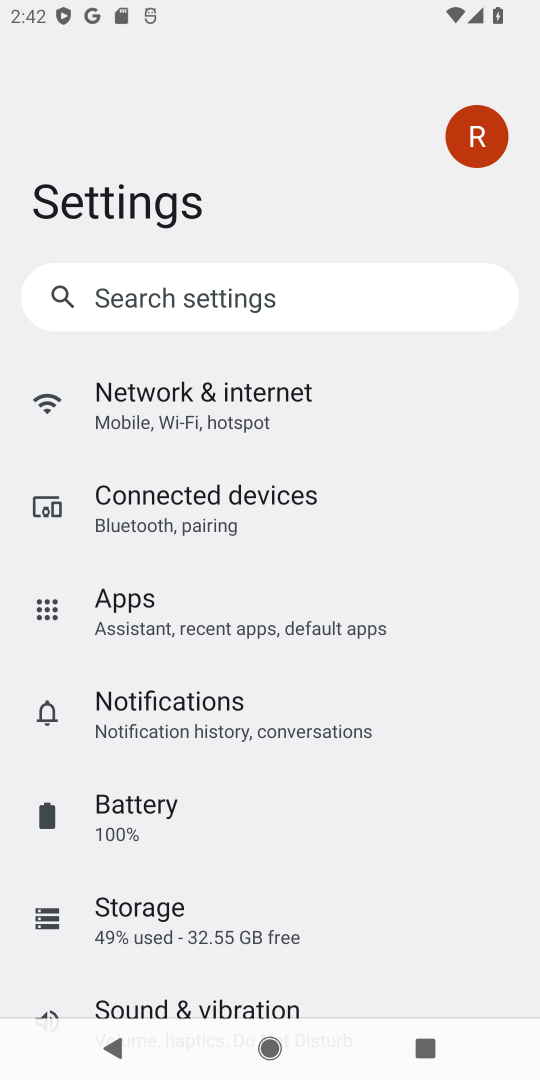 2:42
R
Settings
Search settings
Network & internet
Mobile, Wi-Fi, hotspot
Connected devices
Bluetooth, pairing
Apps
Assistant, recent apps, default apps
Notifications
Notification history, conversations
Battery
100%
Storage
49% used - 32.55 GB free
Sound & vibration
Volume, haptics, Do Not Disturb